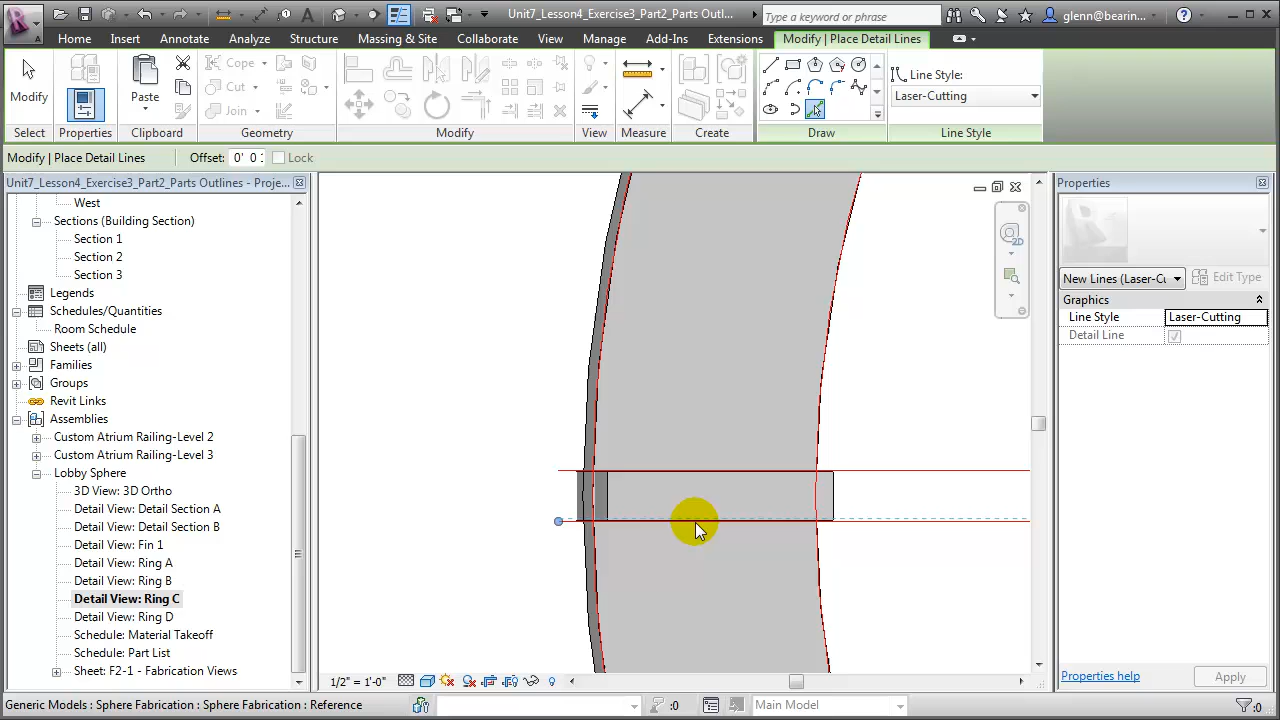 Unit7_Lesson4_Exercise3_Part2_Parts Outl...
Type a keyword or phrase
glenn@bearin...
Home Insert Annotate Analyze Structure Massing & Site Collaborate View Manage Add-Ins Extensions Modify | Place Detail Lines
Modify
Paste
Cope
Cut
Join
Line Style:
Laser-Cutting
Select Properties Clipboard Geometry Modify View Measure Create Draw Line Style
Modify | Place Detail Lines Offset: 0' 0 Lock
Unit7_Lesson4_Exercise3_Part2_Parts Outlines - Proje...
West
Sections (Building Section)
Section 1
Section 2
Section 3
Legends
Schedules/Quantities
Room Schedule
Sheets (all)
Families
Groups
Revit Links
Assemblies
Custom Atrium Railing-Level 2
Custom Atrium Railing-Level 3
Lobby Sphere
3D View: 3D Ortho
Detail View: Detail Section A
Detail View: Detail Section B
Detail View: Fin 1
Detail View: Ring A
Detail View: Ring B
Detail View: Ring C
Detail View: Ring D
Schedule: Material Takeoff
Schedule: Part List
Sheet: F2-1 - Fabrication Views
2D
Properties
New Lines (Laser-Cu
Edit Type
Graphics
Line Style Laser-Cutting
Detail Line
Properties help
Apply
1/2" = 1'-0"
Generic Models : Sphere Fabrication : Sphere Fabrication : Reference
:0
Main Model
:0